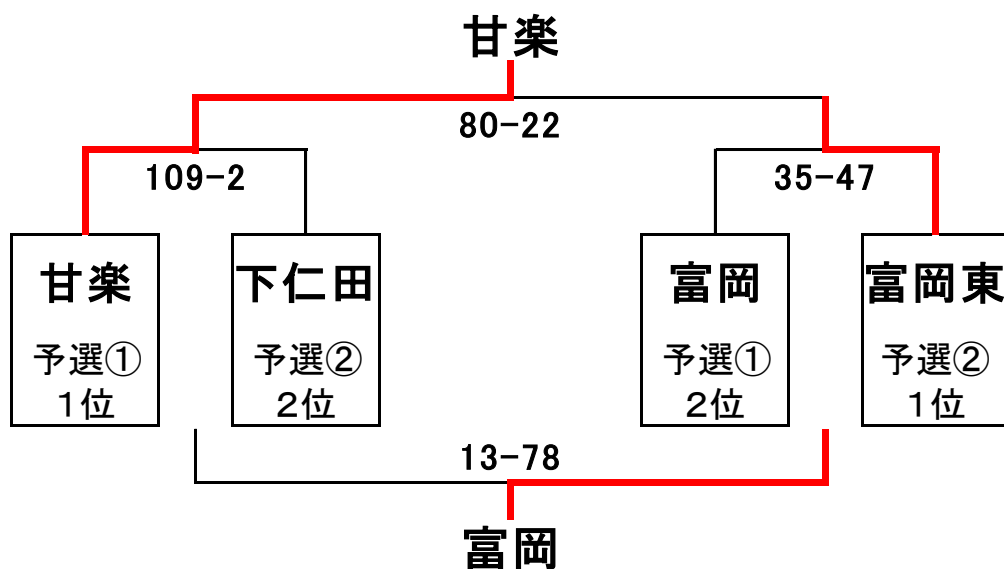 甘楽
80-22
109-2
35-47
甘楽
予選①
1位
下仁田
予選②
2位
富岡
予選①
2位
富岡東
予選②
1位
13-78
富岡